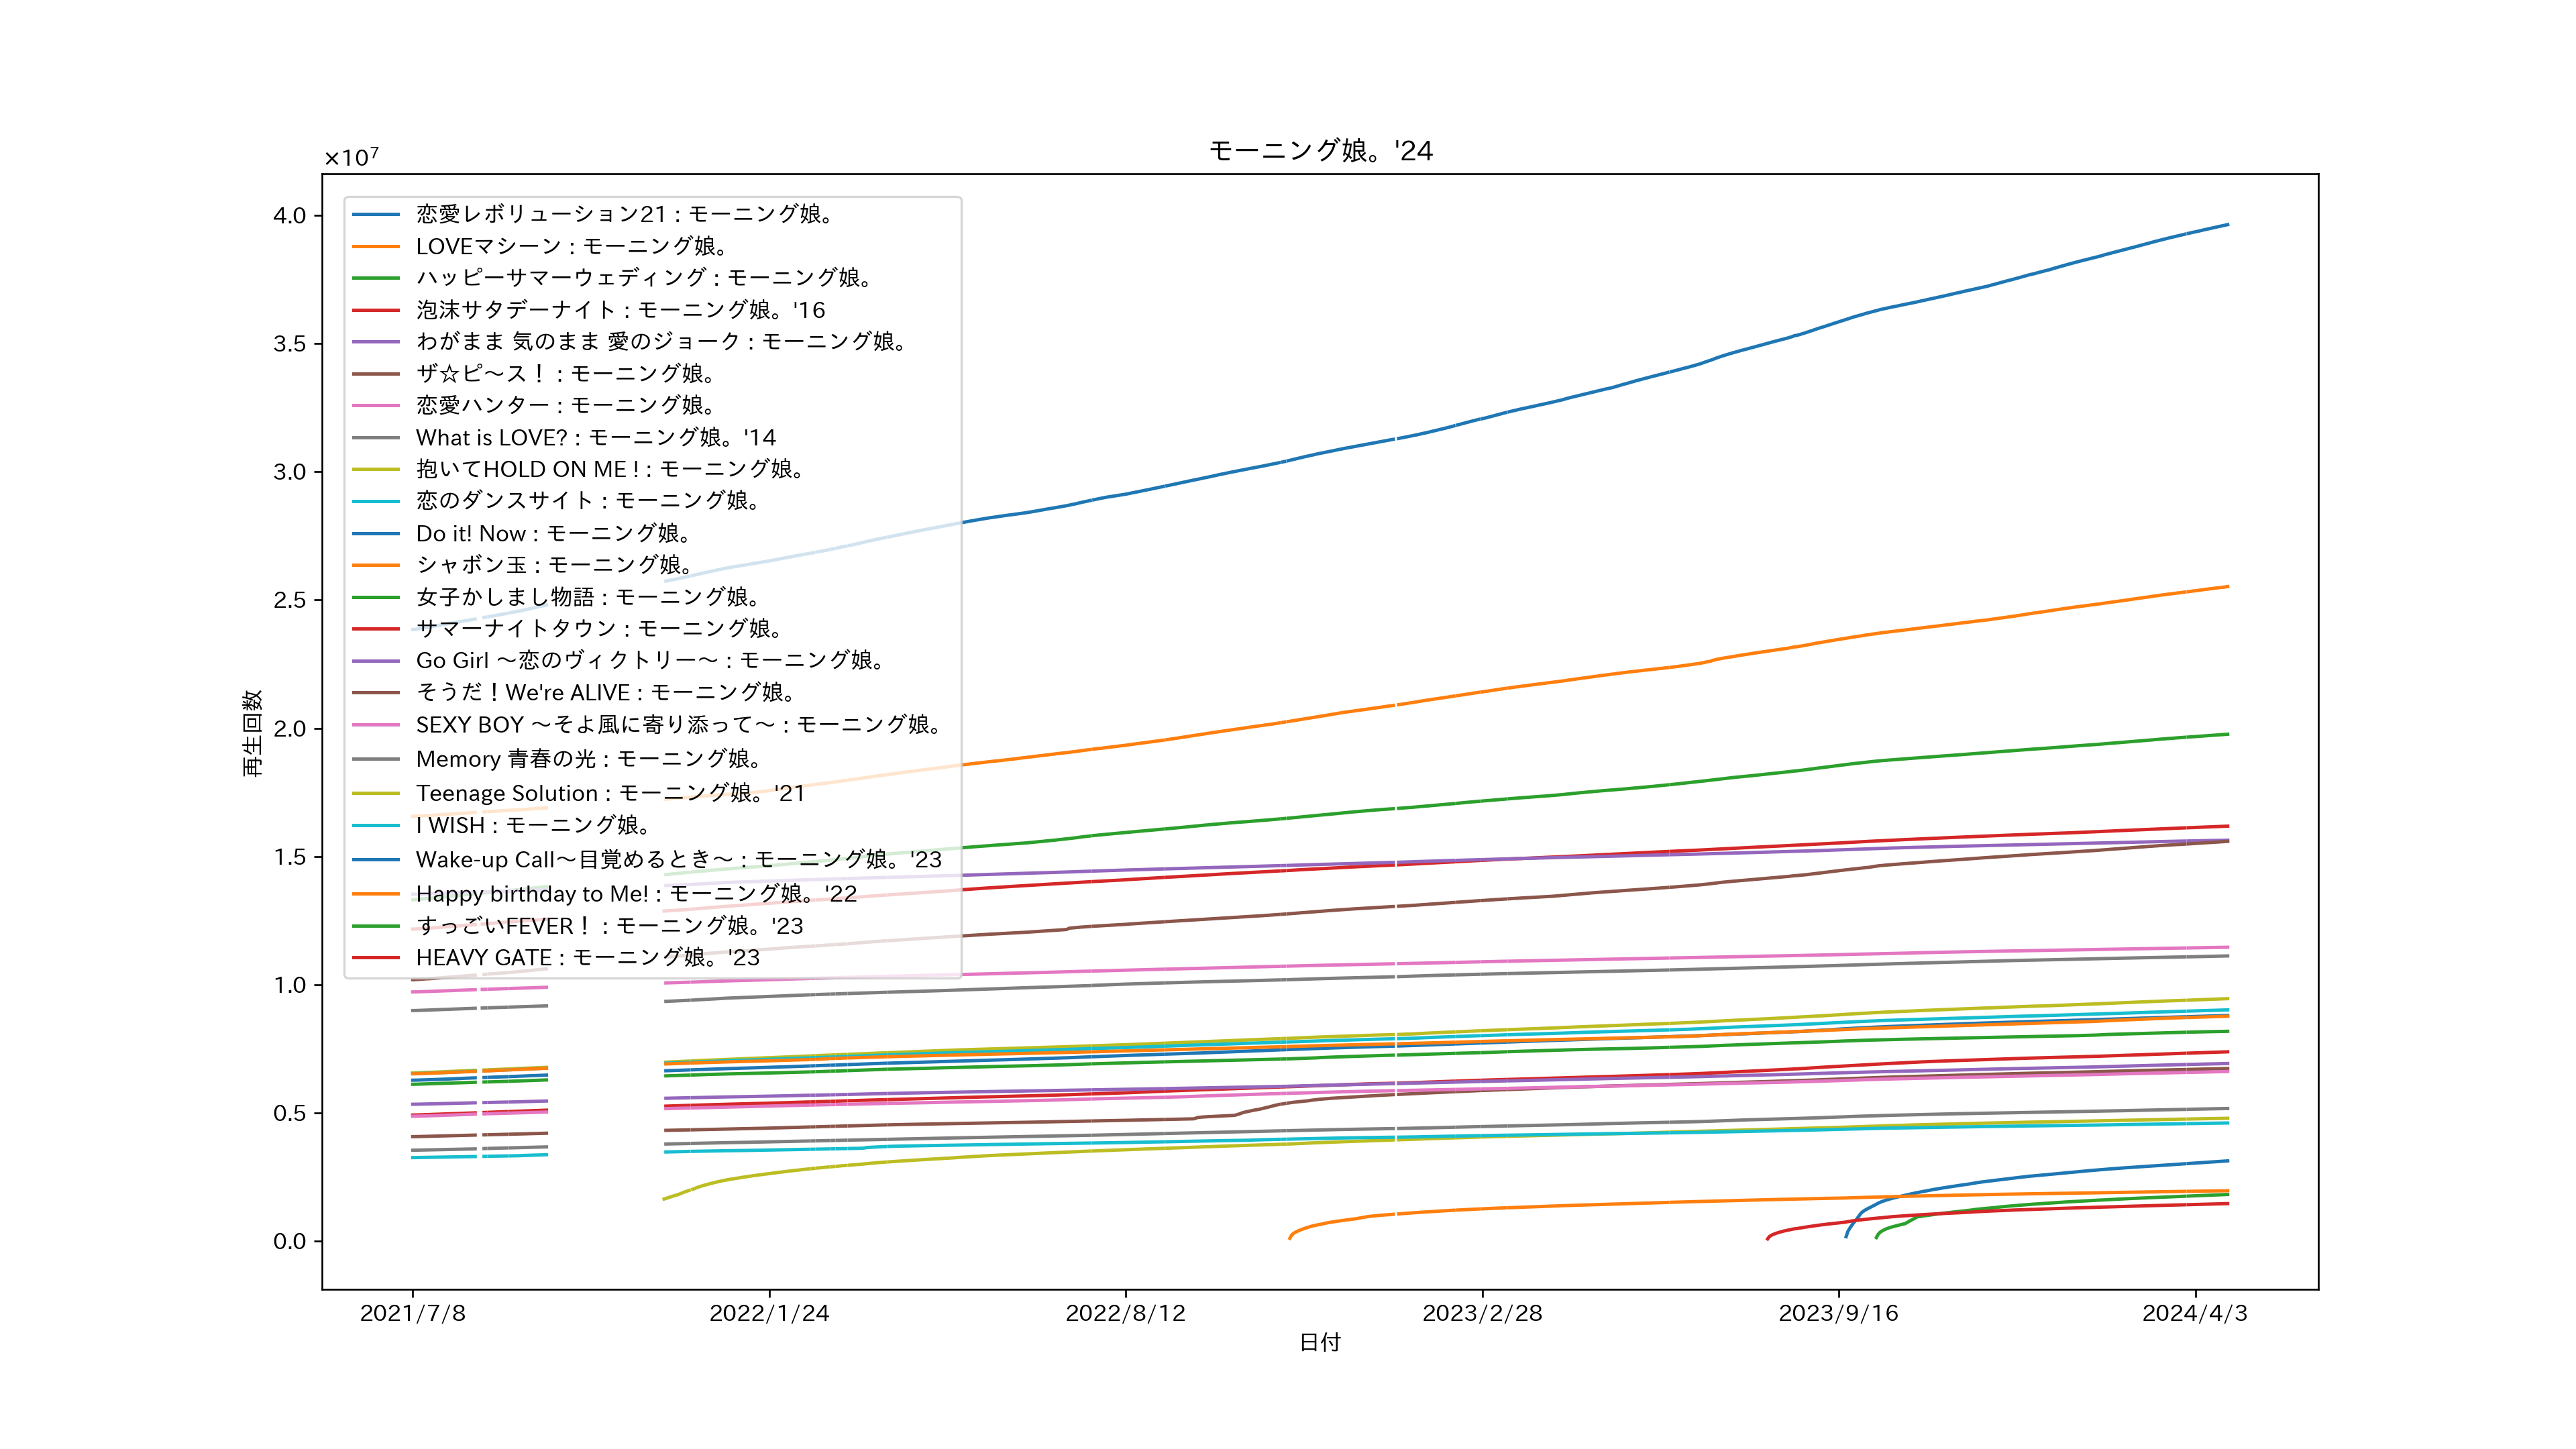 モーニング娘。'24
×10⁷
4.0
3.5
3.0
2.5
2.0
1.5
1.0
0.5
0.0
再生回数
恋愛レボリューション21 : モーニング娘。
LOVEマシーン : モーニング娘。
ハッピーサマーウェディング : モーニング娘。
泡沫サタデーナイト : モーニング娘。'16
わがまま 気のまま 愛のジョーク : モーニング娘。
ザ☆ピ～ス！ : モーニング娘。
恋愛ハンター : モーニング娘。
What is LOVE? : モーニング娘。'14
抱いてHOLD ON ME ! : モーニング娘。
恋のダンスサイト : モーニング娘。
Do it! Now : モーニング娘。
シャボン玉 : モーニング娘。
女子かしまし物語 : モーニング娘。
サマーナイトタウン : モーニング娘。
Go Girl ～恋のヴィクトリー～ : モーニング娘。
そうだ！We're ALIVE : モーニング娘。
SEXY BOY ～そよ風に寄り添って～ : モーニング娘。
Memory 青春の光 : モーニング娘。
Teenage Solution : モーニング娘。'21
I WISH : モーニング娘。
Wake-up Call～目覚めるとき～ : モーニング娘。'23
Happy birthday to Me! : モーニング娘。'22
すっごいFEVER！ : モーニング娘。'23
HEAVY GATE : モーニング娘。'23
2021/7/8
2022/1/24
2022/8/12
2023/2/28
2023/9/16
2024/4/3
日付